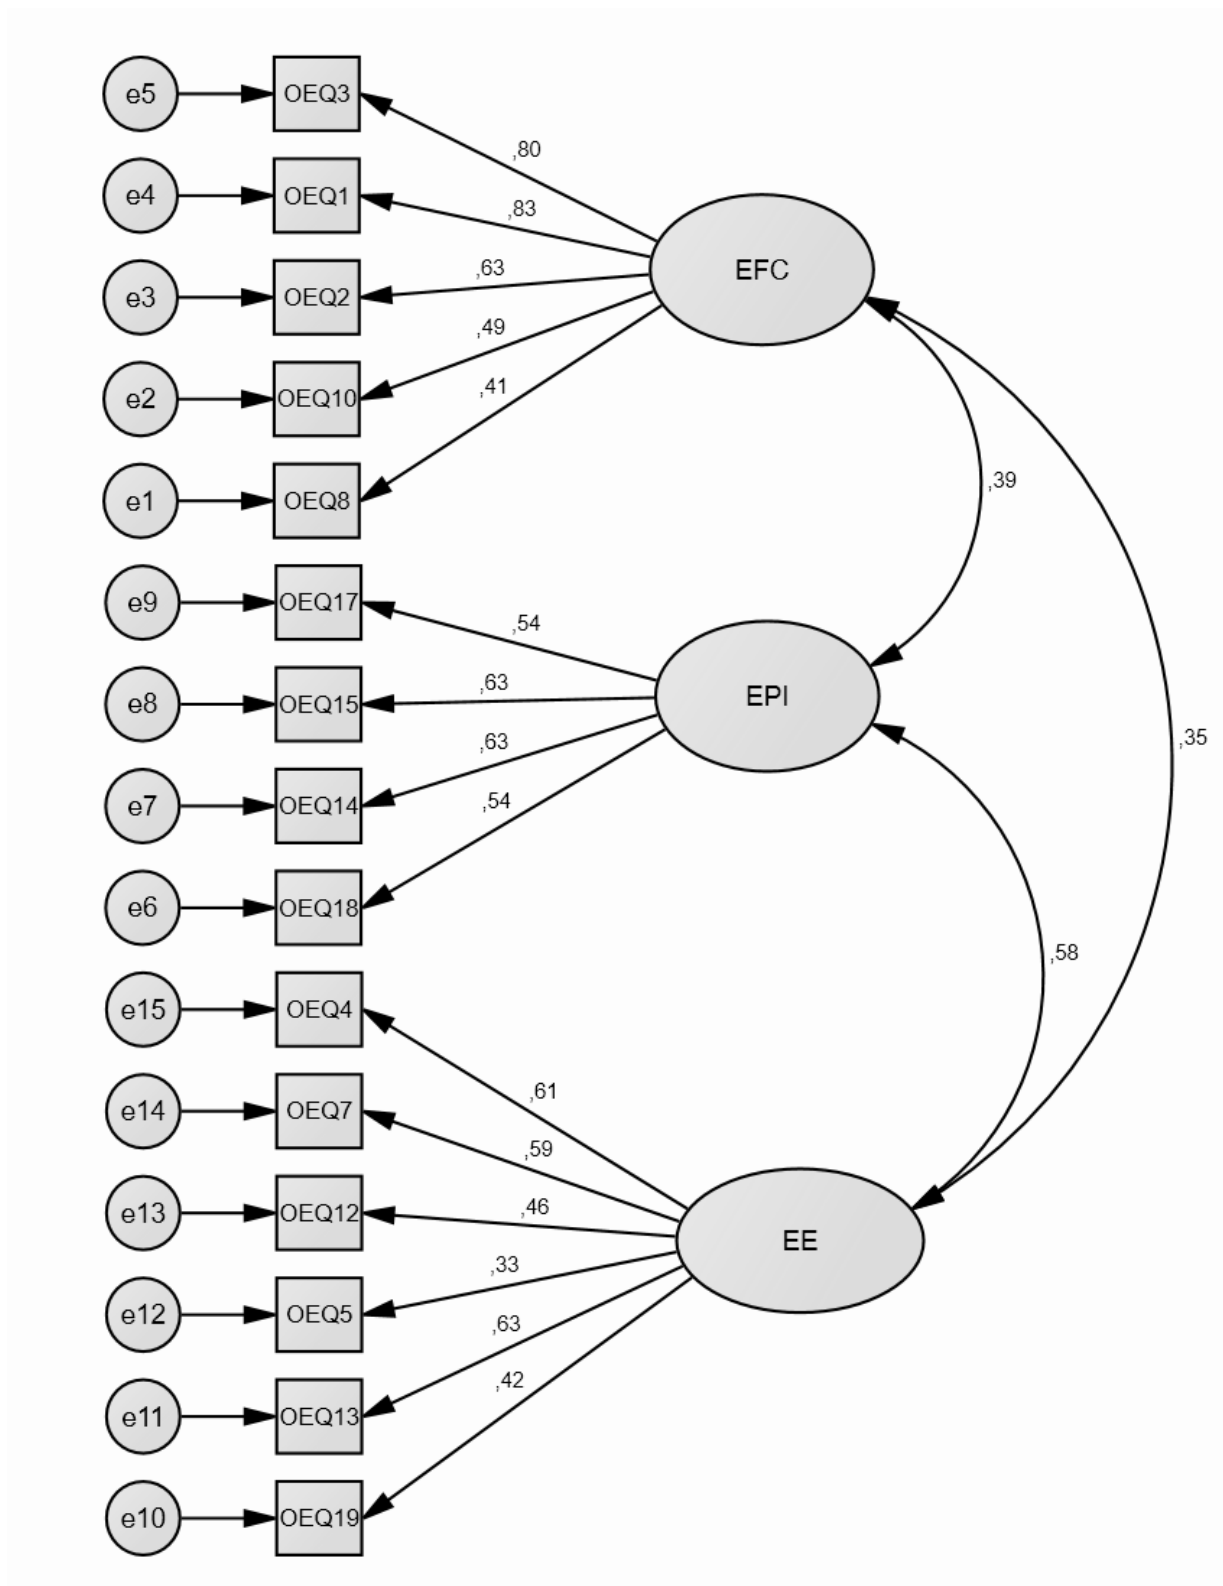 e5 OEQ3
,80
e4 OEQ1 ,83
EFC
e3 OEQ2 ,63
,49
e2 OEQ10
,41
e1 OEQ8
,39
e9 OEQ17
,54
e8 OEQ15 ,63
EPI
,63
,35
e7 OEQ14 ,54
e6 OEQ18
,58
e15 OEQ4
,61
e14 OEQ7
,59
e13 OEQ12 ,46
EE
,33
e12 OEQ5
,63
,42
e11 OEQ13
e10 OEQ19